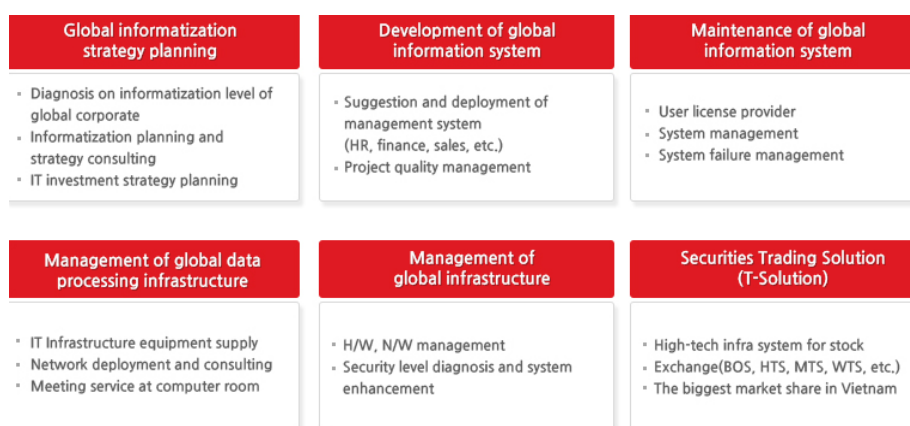 Global informatization
strategy planning
Diagnosis on informatization level of
global corporate
Informatization planning and
strategy consulting
IT investment strategy planning
Development of global
information system
Suggestion and deployment of
management system
(HR, finance, sales, etc.)
Project quality management
Maintenance of global
information system
User license provider
System management
System failure management
Management of global data
processing infrastructure
IT Infrastructure equipment supply
Network deployment and consulting
Meeting service at computer room
Management of
global infrastructure
H/W, N/W management
Security level diagnosis and system
enhancement
Securities Trading Solution
(T-Solution)
High-tech infra system for stock
Exchange(BOS, HTS, MTS, WTS, etc.)
The biggest market share in Vietnam